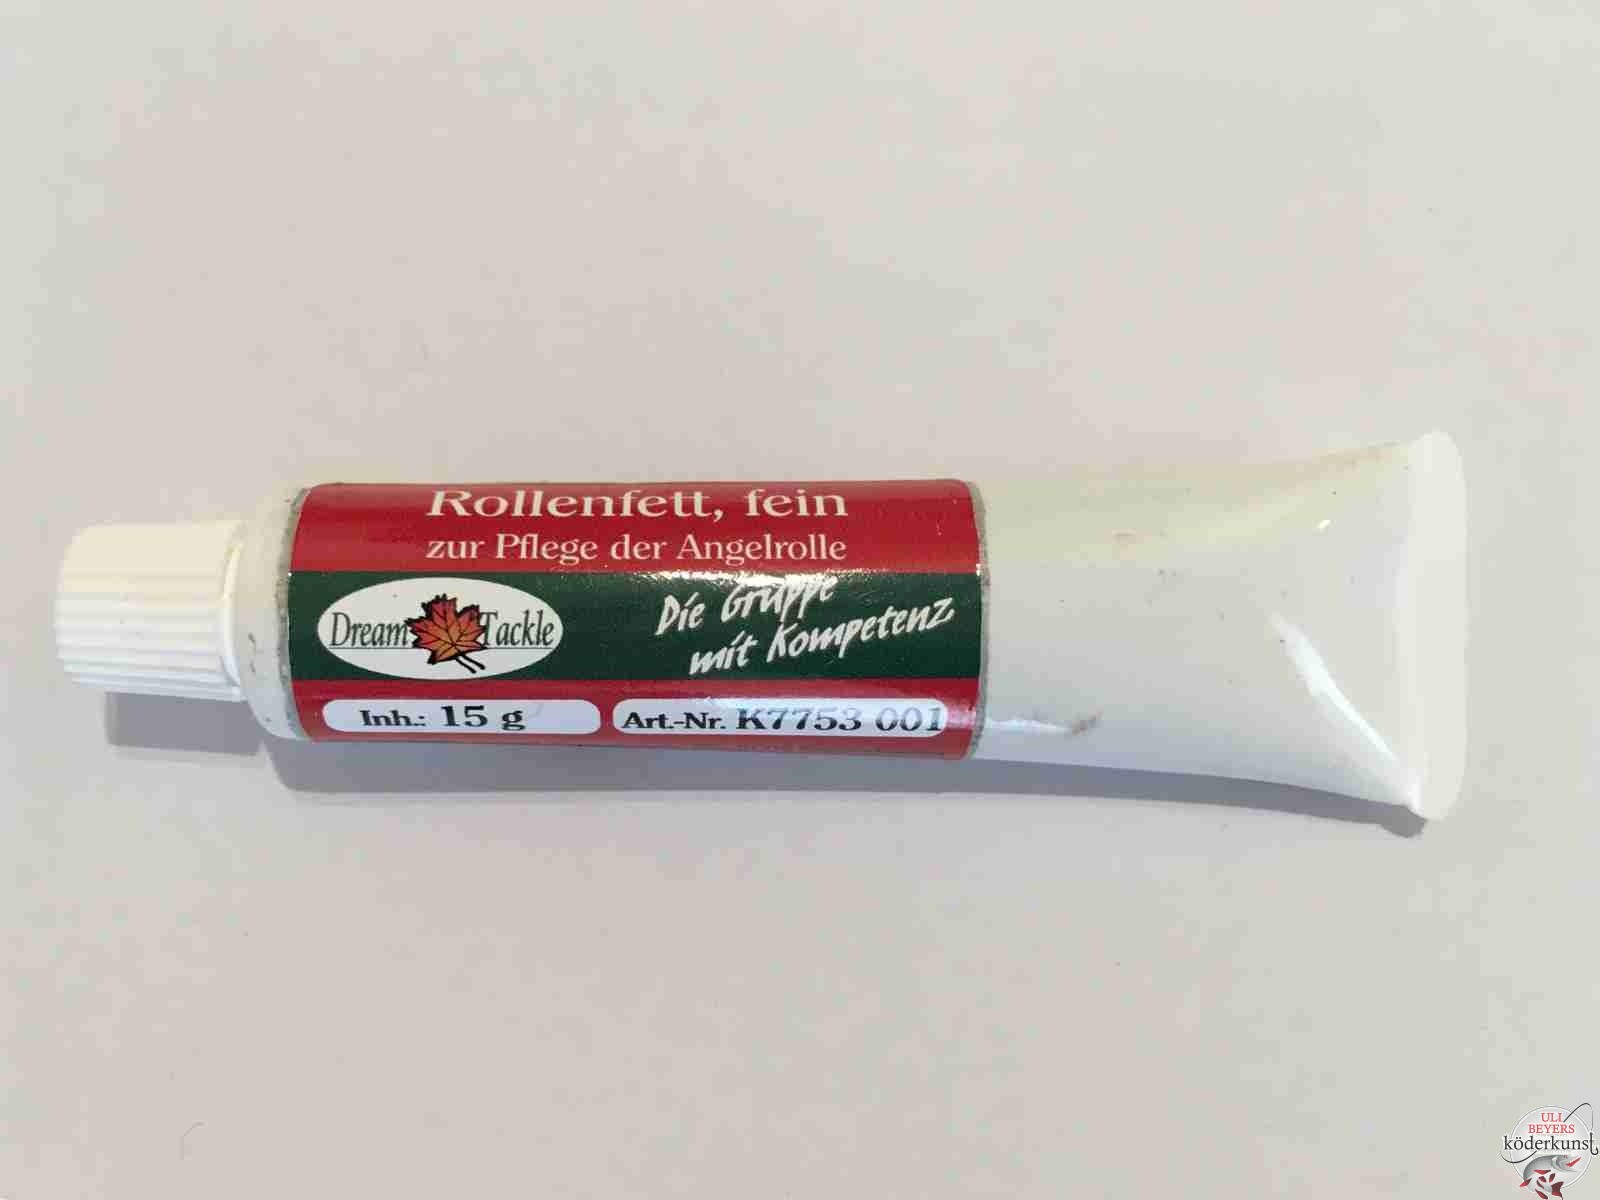 Rollenfett, fein
zur Pflege der Angelrolle
Dream Tackle
Die Gruppe
mit Kompetenz
Inh.: 15 g
Art.-Nr. K7753 001
ULI
BEYERS
köderkunst